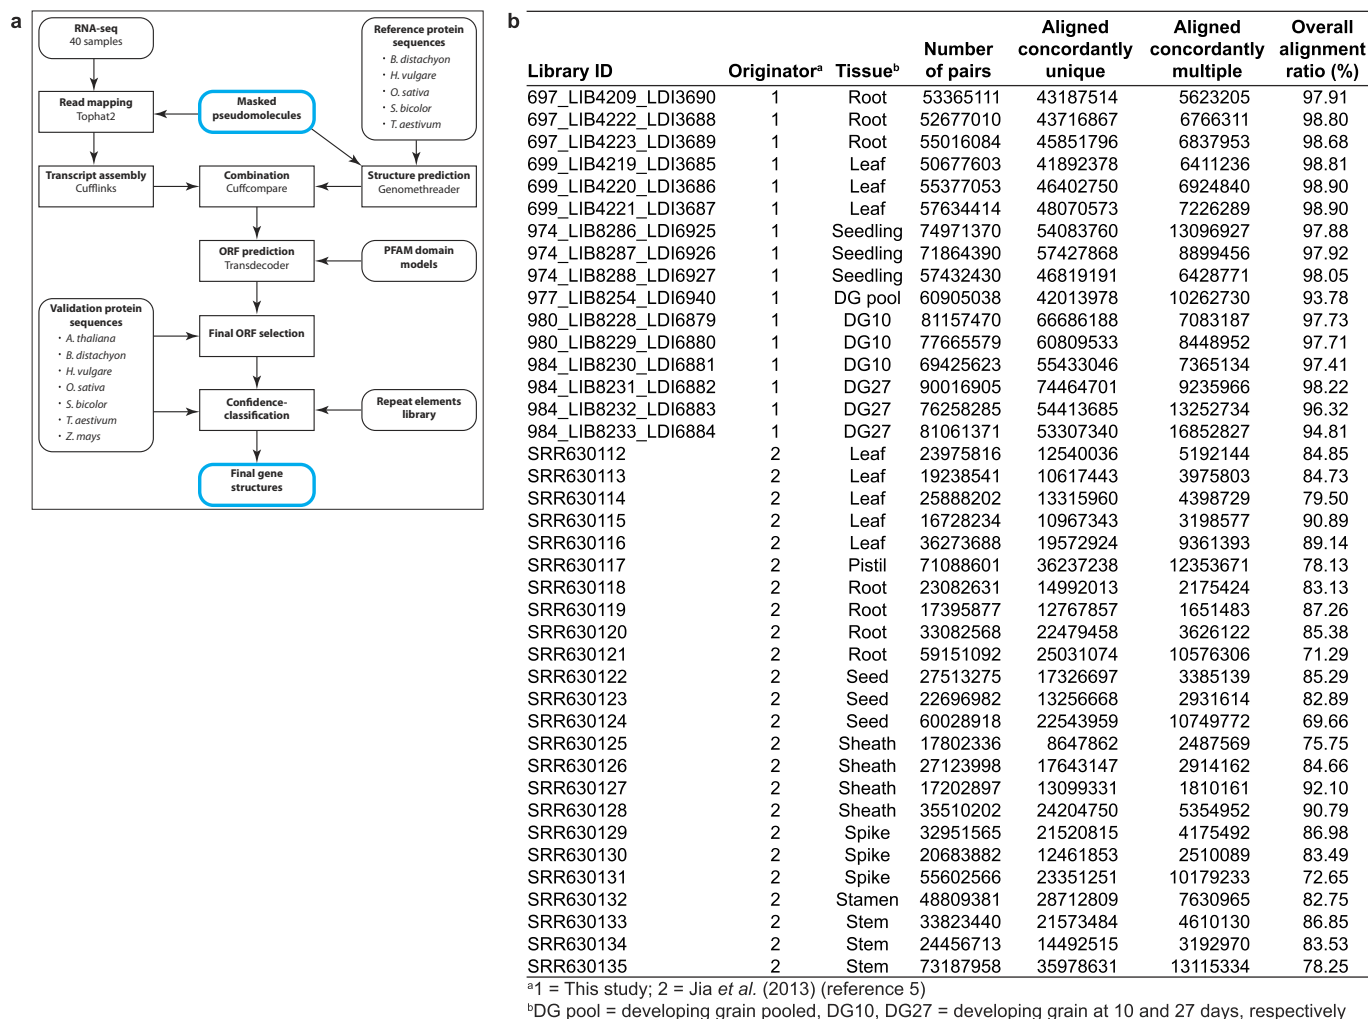 a
RNA-seq
40 samples
Reference protein
sequences
• B. distachyon
• H. vulgare
• O. sativa
• S. bicolor
• T. aestivum
Read mapping
Tophat2
Masked
pseudomolecules
Transcript assembly
Cufflinks
Combination
Cuffcompare
Structure prediction
Genomethreader
ORF prediction
Transdecoder
PFAM domain
models
Validation protein
sequences
• A. thaliana
• B. distachyon
• H. vulgare
• O. sativa
• S. bicolor
• T. aestivum
• Z. mays
Final ORF selection
Confidence-
classification
Repeat elements
library
Final gene
structures
b
Library ID Originatorᵃ Tissueᵇ Number of pairs Aligned concordantly unique Aligned concordantly multiple Overall alignment ratio (%)
697_LIB4209_LDI3690 1 Root 53365111 43187514 5623205 97.91
697_LIB4222_LDI3688 1 Root 52677010 43716867 6766311 98.80
697_LIB4223_LDI3689 1 Root 55016084 45851796 6837953 98.68
699_LIB4219_LDI3685 1 Leaf 50677603 41892378 6411236 98.81
699_LIB4220_LDI3686 1 Leaf 55377053 46402750 6924840 98.90
699_LIB4221_LDI3687 1 Leaf 57634414 48070573 7226289 98.90
974_LIB8286_LDI6925 1 Seedling 74971370 54083760 13096927 97.88
974_LIB8287_LDI6926 1 Seedling 71864390 57427868 8899456 97.92
974_LIB8288_LDI6927 1 Seedling 57432430 46819191 6428771 98.05
977_LIB8254_LDI6940 1 DG pool 60905038 42013978 10262730 93.78
980_LIB8228_LDI6879 1 DG10 81157470 66686188 7083187 97.73
980_LIB8229_LDI6880 1 DG10 77665579 60809533 8448952 97.71
984_LIB8230_LDI6881 1 DG10 69425623 55433046 7365134 97.41
984_LIB8231_LDI6882 1 DG27 90016905 74464701 9235966 98.22
984_LIB8232_LDI6883 1 DG27 76258285 54413685 13252734 96.32
984_LIB8233_LDI6884 1 DG27 81061371 53307340 16852827 94.81
SRR630112 2 Leaf 23975816 12540036 5192144 84.85
SRR630113 2 Leaf 19238541 10617443 3975803 84.73
SRR630114 2 Leaf 25888202 13315960 4398729 79.50
SRR630115 2 Leaf 16728234 10967343 3198577 90.89
SRR630116 2 Leaf 36273688 19572924 9361393 89.14
SRR630117 2 Pistil 71088601 36237238 12353671 78.13
SRR630118 2 Root 23082631 14992013 2175424 83.13
SRR630119 2 Root 17395877 12767857 1651483 87.26
SRR630120 2 Root 33082568 22479458 3626122 85.38
SRR630121 2 Root 59151092 25031074 10576306 71.29
SRR630122 2 Seed 27513275 17326697 3385139 85.29
SRR630123 2 Seed 22696982 13256668 2931614 82.89
SRR630124 2 Seed 60028918 22543959 10749772 69.66
SRR630125 2 Sheath 17802336 8647862 2487569 75.75
SRR630126 2 Sheath 27123998 17643147 2914162 84.66
SRR630127 2 Sheath 17202897 13099331 1810161 92.10
SRR630128 2 Sheath 35510202 24204750 5354952 90.79
SRR630129 2 Spike 32951565 21520815 4175492 86.98
SRR630130 2 Spike 20683882 12461853 2510089 83.49
SRR630131 2 Spike 55602566 23351251 10179233 72.65
SRR630132 2 Stamen 48809381 28712809 7630965 82.75
SRR630133 2 Stem 33823440 21573484 4610130 86.85
SRR630134 2 Stem 24456713 14492515 3192970 83.53
SRR630135 2 Stem 73187958 35978631 13115334 78.25
ᵃ1 = This study; 2 = Jia et al. (2013) (reference 5)
ᵇDG pool = developing grain pooled, DG10, DG27 = developing grain at 10 and 27 days, respectively